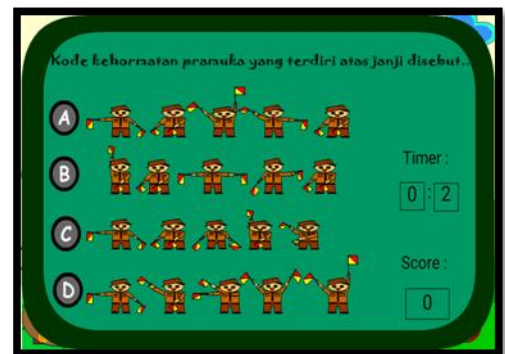 Kode kehormatan pramuka yang terdiri atas janji disebut..
A
B
Timer :
0 : 2
C
Score :
D
0